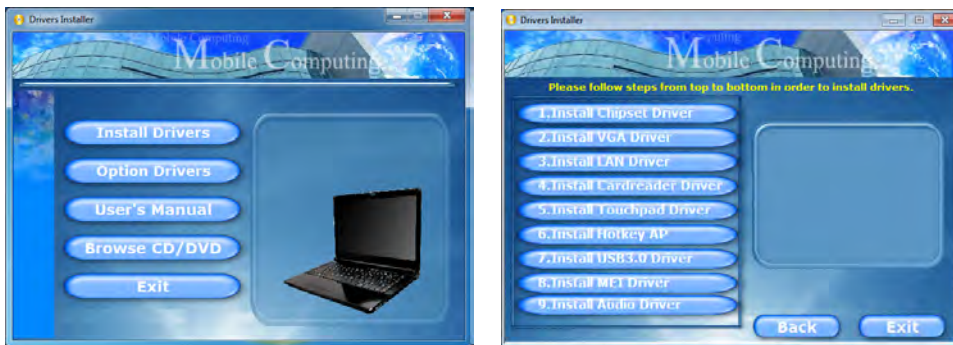 Drivers Installer
Mobile Computing
Mobile Computing
Install Drivers
Option Drivers
User's Manual
Browse CD/DVD
Exit
Drivers Installer
Mobile Computing
Please follow steps from top to bottom in order to install drivers.
1.Install Chipset Driver
2.Install VGA Driver
3.Install LAN Driver
4.Install Cardreader Driver
5.Install Touchpad Driver
6.Install Hotkey AP
7.Install USB3.0 Driver
8.Install MEI Driver
9.Install Audio Driver
Back
Exit